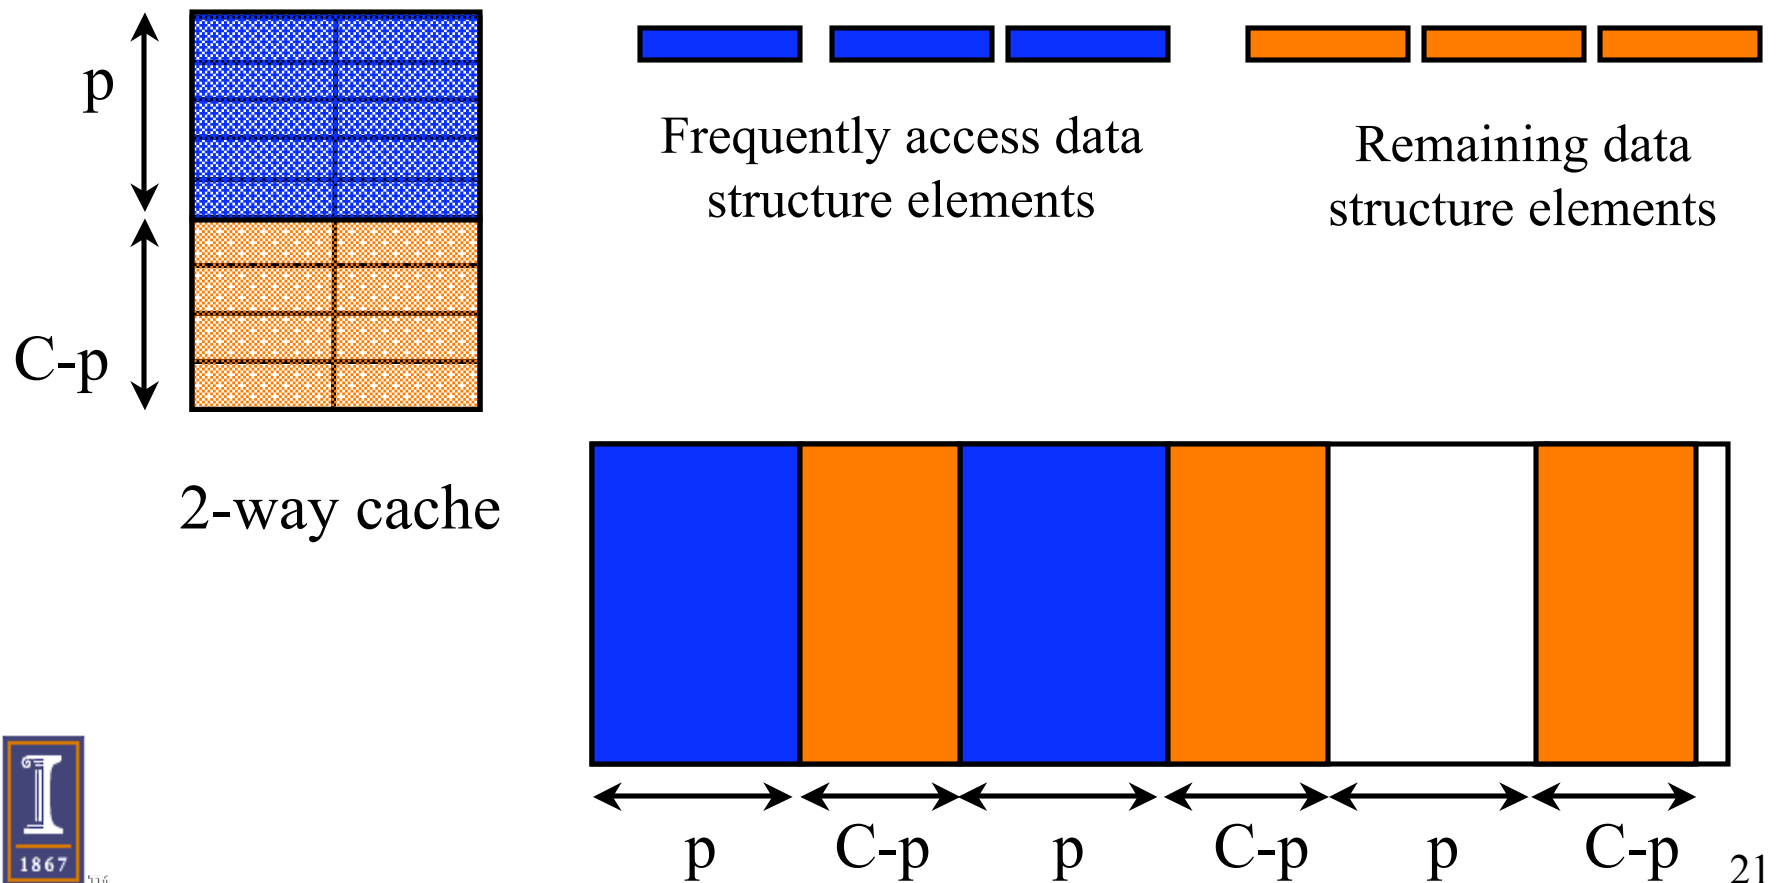 p
C-p
2-way cache
Frequently access data
structure elements
Remaining data
structure elements
p
C-p
p
C-p
p
C-p
1867
21